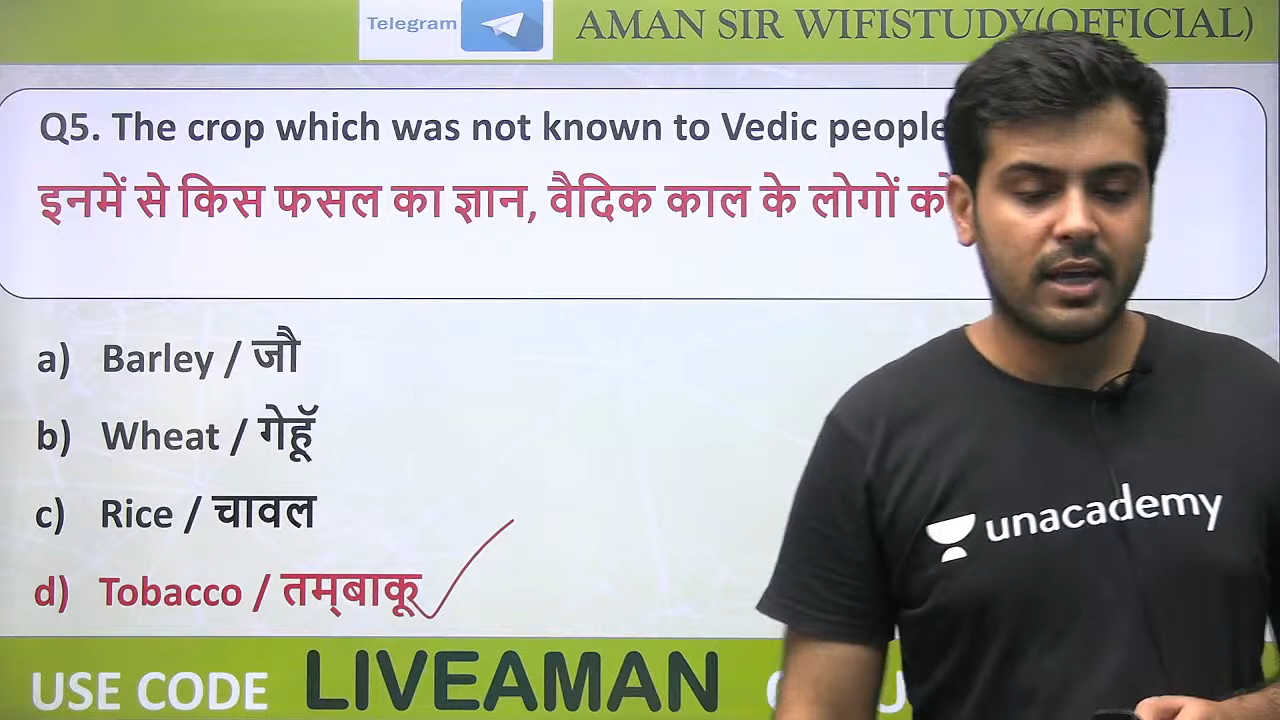 Telegram
AMAN SIR WIFISTUDY(OFFICIAL)
Q5. The crop which was not known to Vedic people
इनमें से किस फसल का ज्ञान, वैदिक काल के लोगों को
a) Barley / जौ
b) Wheat / गेहूॅ
c) Rice / चावल
d) Tobacco / तम्बाकू
unacademy
USE CODE LIVEAMAN